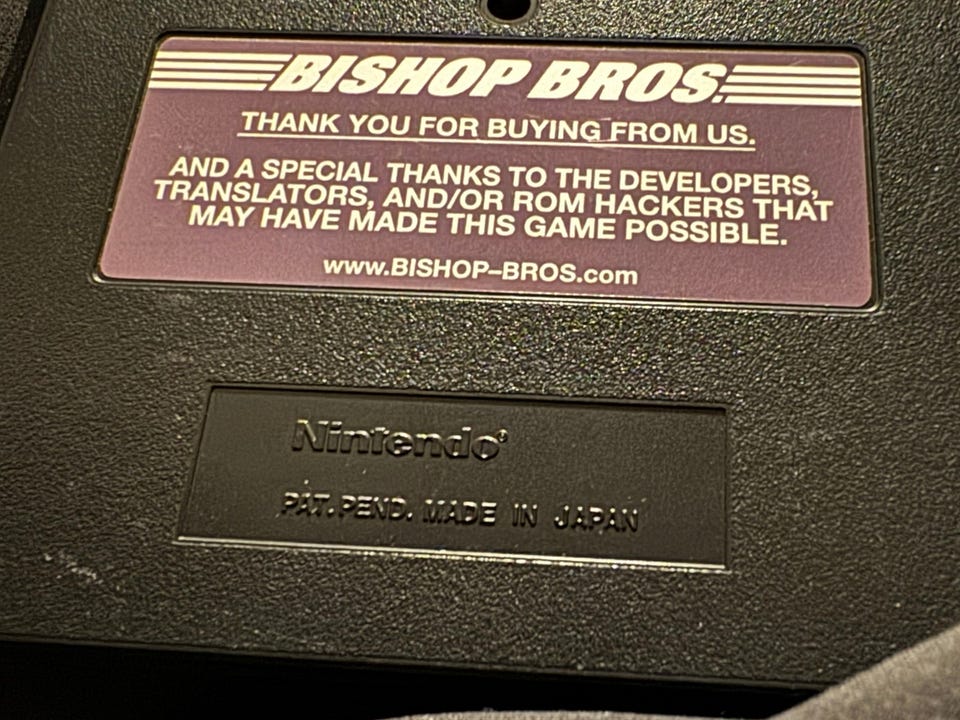 BISHOP BROS.
THANK YOU FOR BUYING FROM US.
AND A SPECIAL THANKS TO THE DEVELOPERS,
TRANSLATORS, AND/OR ROM HACKERS THAT
MAY HAVE MADE THIS GAME POSSIBLE.
www.BISHOP-BROS.com
Nintendo®
PAT. PEND. MADE IN JAPAN